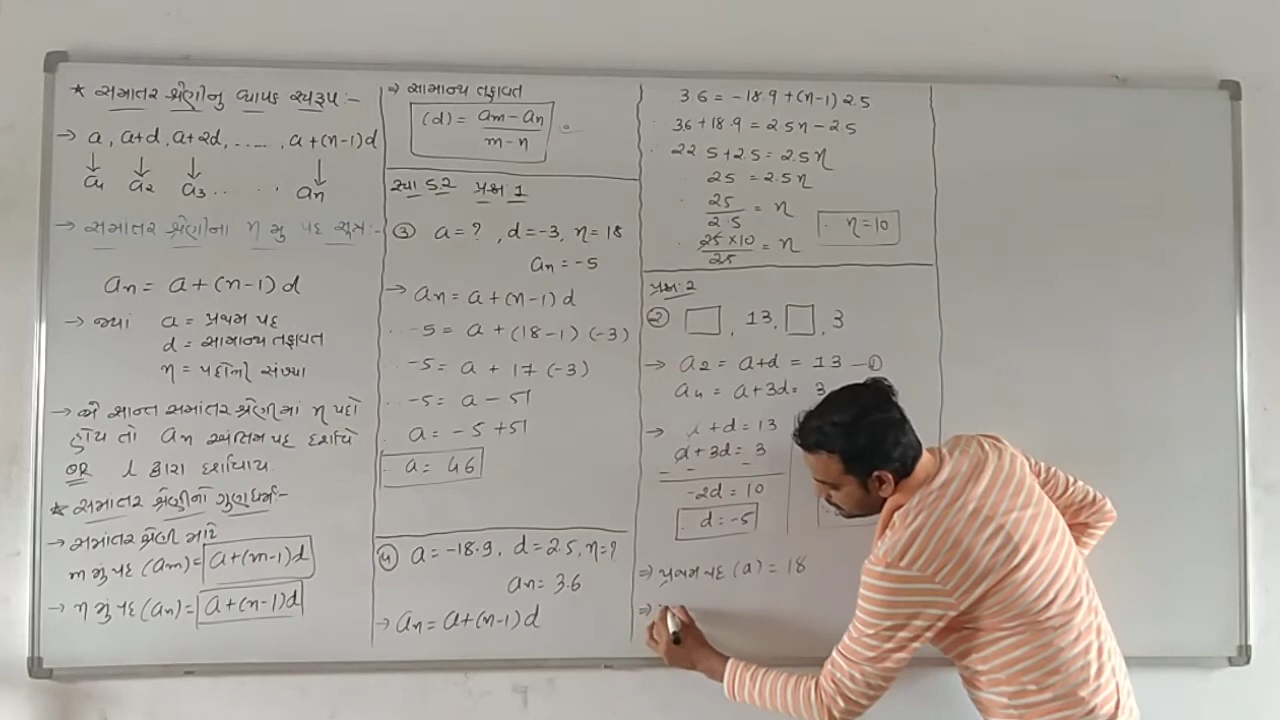 * સમાંતર શ્રેણીનું વ્યાપક સ્વરૂપ :-
→ a, a+d, a+2d, ....., a+(n-1)d
↓ ↓ ↓ ↓
a1 a2 a3 .. . . an
→ સમાંતર શ્રેણીના n મુ પદ સૂત્ર :-
an = a+(n-1)d
→ જ્યાં a = પ્રથમ પદ
d = સામાન્ય તફાવત
n = પદોની સંખ્યા
→ જો સાન્ત સમાંતર શ્રેણીમાં n પદો
હોય તો an અંતિમ પદ દર્શાવે
OR l દ્વારા દર્શાવાય
* સમાંતર શ્રેણીનો ગુણધર્મ :-
→ સમાંતર શ્રેણી માટે
m મું પદ (am) = a+(m-1)d
→ n મું પદ (an) = a+(n-1)d
⇒ સામાન્ય તફાવત
(d) = am-an
m-n
સ્વા 5.2 પ્રશ્ન 1
③ a = ? , d = -3, n = 18
an = -5
→ an = a+(n-1)d
-5 = a+(18-1)(-3)
-5 = a + 17(-3)
-5 = a - 51
a = -5+51
a = 46
૫ a = -18.9, d = 2.5, n = ?
an = 3.6
→ an = a+(n-1)d
3.6 = -18.9+(n-1)2.5
3.6+18.9 = 2.5n-2.5
22.5+2.5 = 2.5n
25 = 2.5n
25
2.5 = n
n = 10
25×10
25 = n
પ્રશ્ન: 2
૨ □, 13, □, 3
→ a2 = a+d = 13 —①
a4 = a+3d = 3
→ a+d = 13
a+3d = 3
- - -
-2d = 10
d = -5
⇒ પ્રથમ પદ (a) = 18
⇒